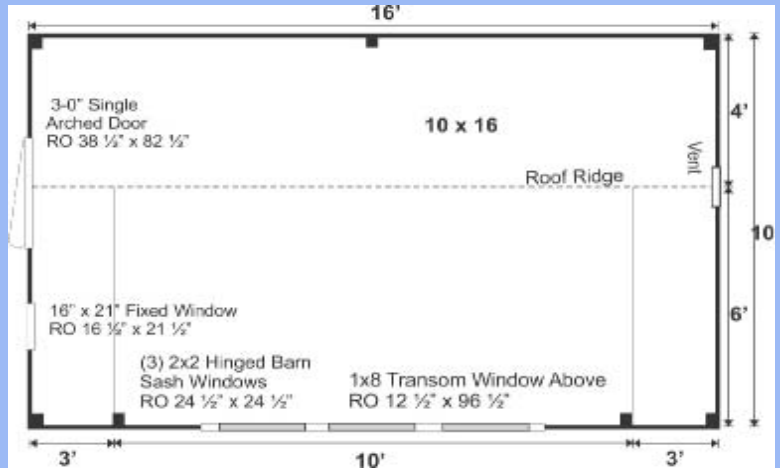 16'
3-0" Single
Arched Door
RO 38 ½" x 82 ½"
10 x 16
4'
Vent
Roof Ridge
10
16" x 21" Fixed Window
RO 16 ½" x 21 ½"
6'
(3) 2x2 Hinged Barn
Sash Windows
RO 24 ½" x 24 ½"
1x8 Transom Window Above
RO 12 ½" x 96 ½"
3'
10'
3'